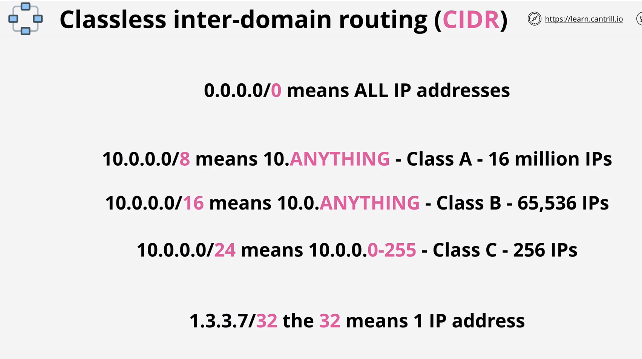 Classless inter-domain routing (CIDR)
https://learn.cantrill.io
0.0.0.0/0 means ALL IP addresses
10.0.0.0/8 means 10.ANYTHING - Class A - 16 million IPs
10.0.0.0/16 means 10.0.ANYTHING - Class B - 65,536 IPs
10.0.0.0/24 means 10.0.0.0-255 - Class C - 256 IPs
1.3.3.7/32 the 32 means 1 IP address